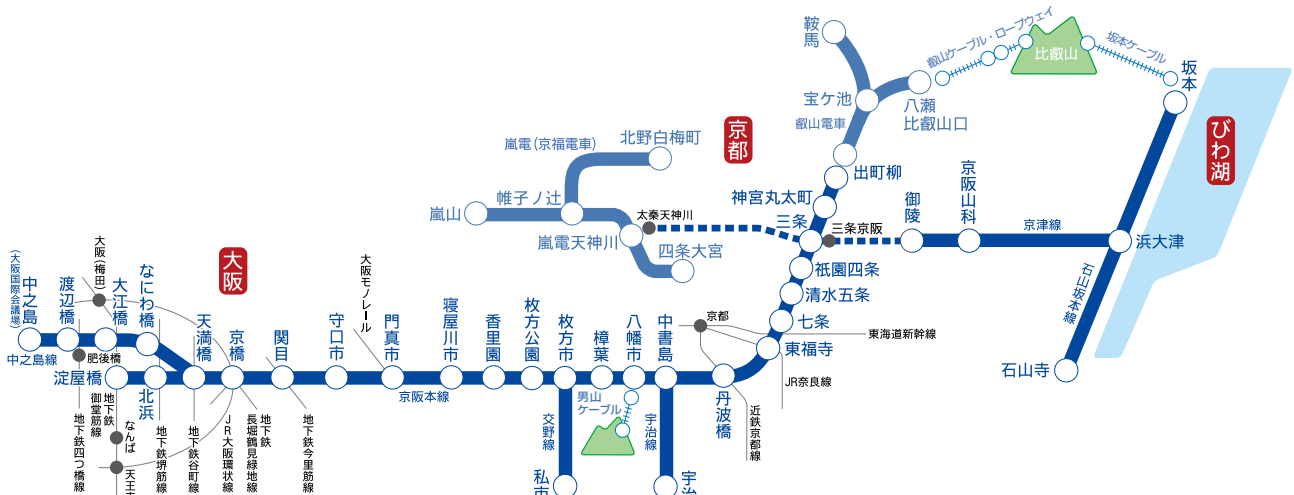 鞍馬
叡山ケーブル・ロープウェイ
比叡山
坂本ケーブル
坂本
宝ケ池
八瀬
比叡山口
叡山電車
びわ湖
京都
嵐電(京福電車)
北野白梅町
出町柳
帷子ノ辻
神宮丸太町
御陵
京阪山科
嵐山
太秦天神川
三条
三条京阪
京津線
浜大津
嵐電天神川
四条大宮
祇園四条
石山坂本線
清水五条
七条
東福寺
京都
東海道新幹線
石山寺
JR奈良線
丹波橋
近鉄京都線
大阪
(大阪国際会議場)
中之島
渡辺橋
大阪(梅田)
大江橋
なにわ橋
天満橋
京橋
関目
守口市
大阪モノレール
門真市
寝屋川市
香里園
枚方公園
枚方市
樟葉
八幡市
中書島
中之島線
肥後橋
淀屋橋
北浜
京阪本線
地下鉄四つ橋線
地下鉄
御堂筋線
なんば
天王寺
地下鉄堺筋線
地下鉄谷町線
JR大阪環状線
地下鉄
長堀鶴見緑地線
地下鉄今里筋線
交野線
男山
ケーブル
宇治線
私市
宇治